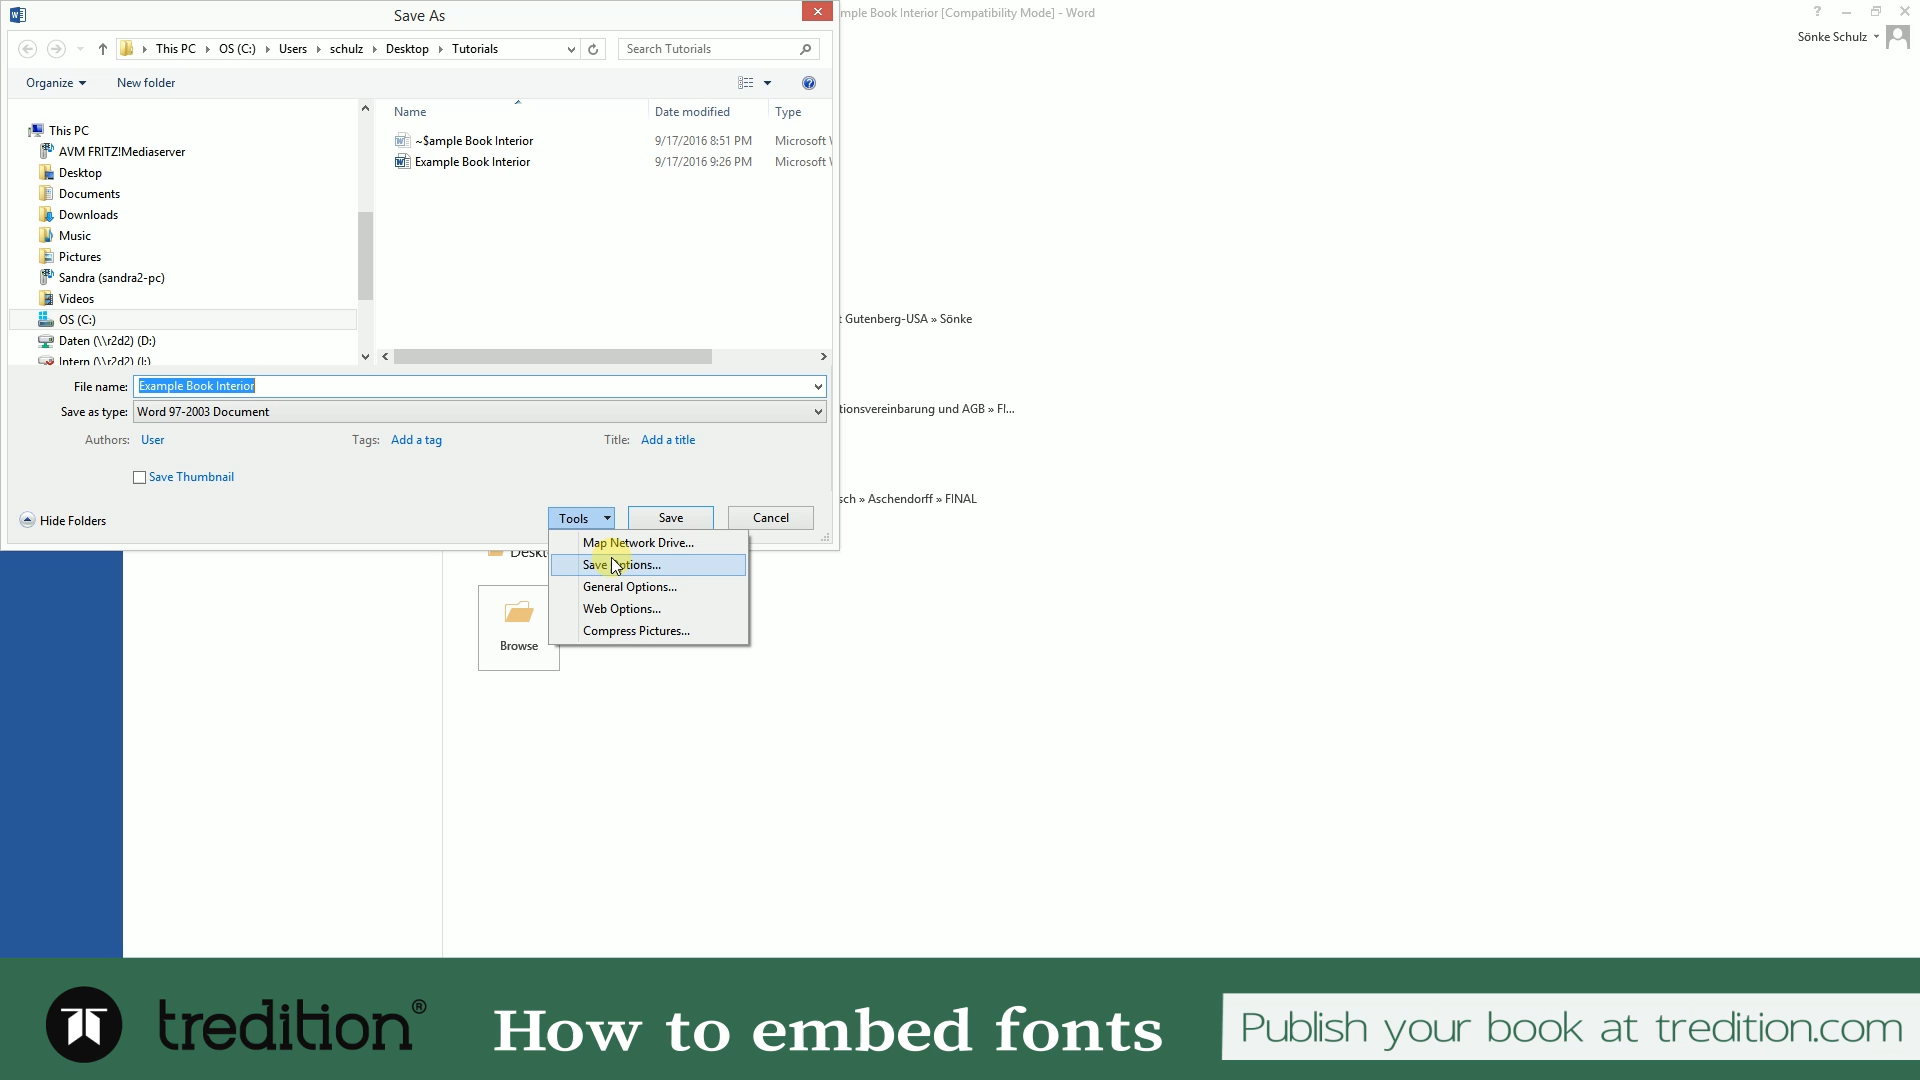 Save As
mple Book Interior [Compatibility Mode] - Word
Sönke Schulz
This PC OS (C:) Users schulz Desktop Tutorials
Search Tutorials
Organize
New folder
Name
Date modified
Type
This PC
AVM FRITZ!Mediaserver
Desktop
Documents
Downloads
Music
Pictures
Sandra (sandra2-pc)
Videos
OS (C:)
Daten (\\r2d2) (D:)
Intern (\\r2d2) (I:)
~$ample Book Interior 9/17/2016 8:51 PM Microsoft
Example Book Interior 9/17/2016 9:26 PM Microsoft
t Gutenberg-USA » Sönke
tionsvereinbarung und AGB » FI...
sch » Aschendorff » FINAL
File name: Example Book Interior
Save as type: Word 97-2003 Document
Authors: User
Tags: Add a tag
Title: Add a title
Save Thumbnail
Hide Folders
Tools
Save
Cancel
Map Network Drive...
Save Options...
General Options...
Web Options...
Compress Pictures...
Deskt
Browse
tredition®
How to embed fonts
Publish your book at tredition.com